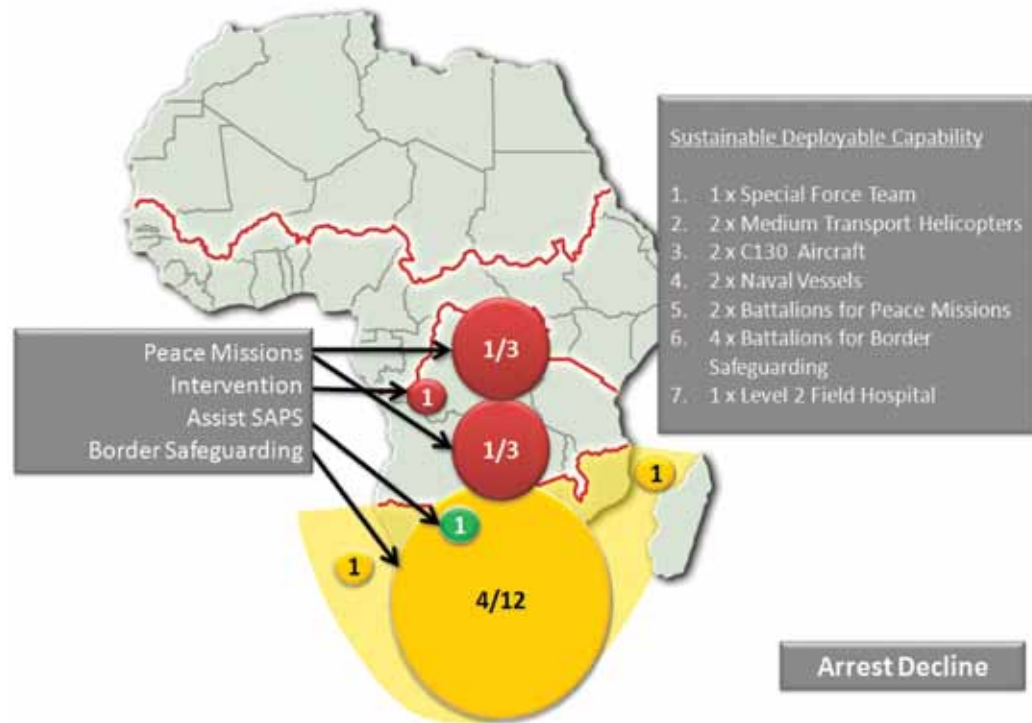 Sustainable Deployable Capability
1. 1 x Special Force Team
2. 2 x Medium Transport Helicopters
3. 2 x C130 Aircraft
4. 2 x Naval Vessels
5. 2 x Battalions for Peace Missions
6. 4 x Battalions for Border
Safeguarding
7. 1 x Level 2 Field Hospital
Peace Missions
Intervention
Assist SAPS
Border Safeguarding
1/3
1
1/3
1
1
1
4/12
Arrest Decline